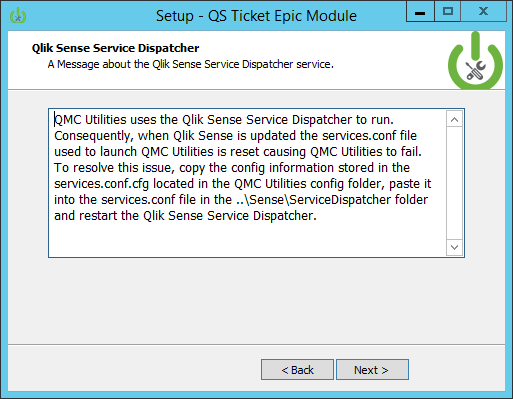 Setup - QS Ticket Epic Module
Qlik Sense Service Dispatcher
A Message about the Qlik Sense Service Dispatcher service.
QMC Utilities uses the Qlik Sense Service Dispatcher to run.
Consequently, when Qlik Sense is updated the services.conf file
used to launch QMC Utilities is reset causing QMC Utilities to fail.
To resolve this issue, copy the config information stored in the
services.conf.cfg located in the QMC Utilities config folder, paste it
into the services.conf file in the ..\Sense\ServiceDispatcher folder
and restart the Qlik Sense Service Dispatcher.
< Back
Next >